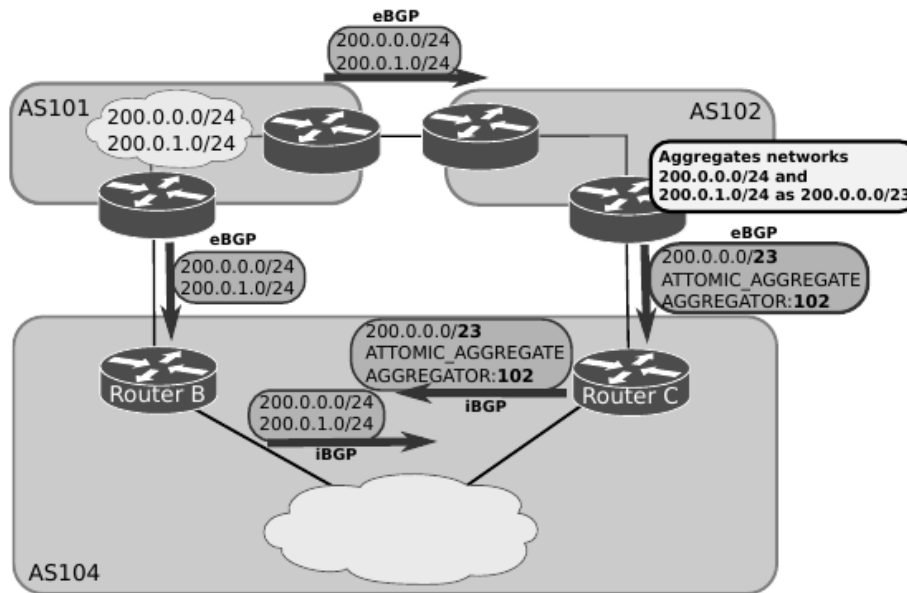 eBGP
200.0.0.0/24
200.0.1.0/24
AS101
200.0.0.0/24
200.0.1.0/24
AS102
Aggregates networks
200.0.0.0/24 and
200.0.1.0/24 as 200.0.0.0/23
eBGP
200.0.0.0/24
200.0.1.0/24
eBGP
200.0.0.0/23
ATTOMIC_AGGREGATE
AGGREGATOR:102
200.0.0.0/23
ATTOMIC_AGGREGATE
AGGREGATOR:102
iBGP
Router B
Router C
200.0.0.0/24
200.0.1.0/24
iBGP
AS104